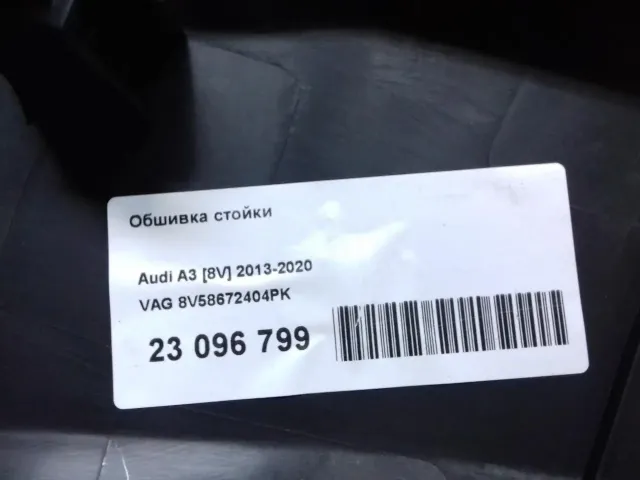 Обшивка стойки
Audi A3 [8V] 2013-2020
VAG 8V58672404PK
23 096 799